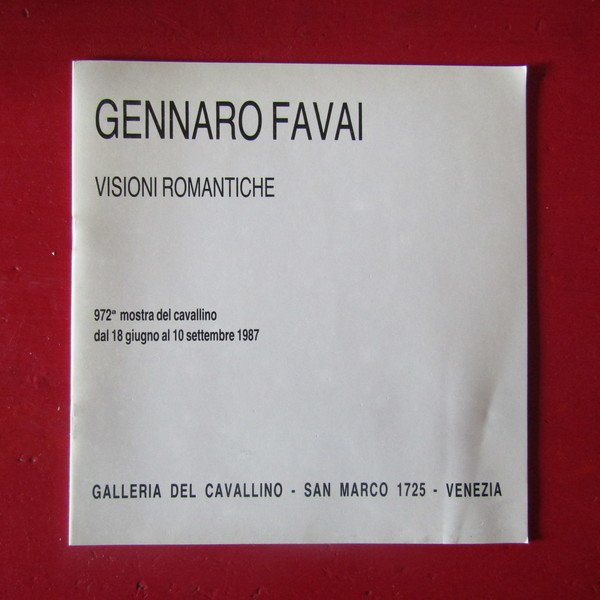 GENNARO FAVAI
VISIONI ROMANTICHE
972ª mostra del cavallino
dal 18 giugno al 10 settembre 1987
GALLERIA DEL CAVALLINO - SAN MARCO 1725 - VENEZIA